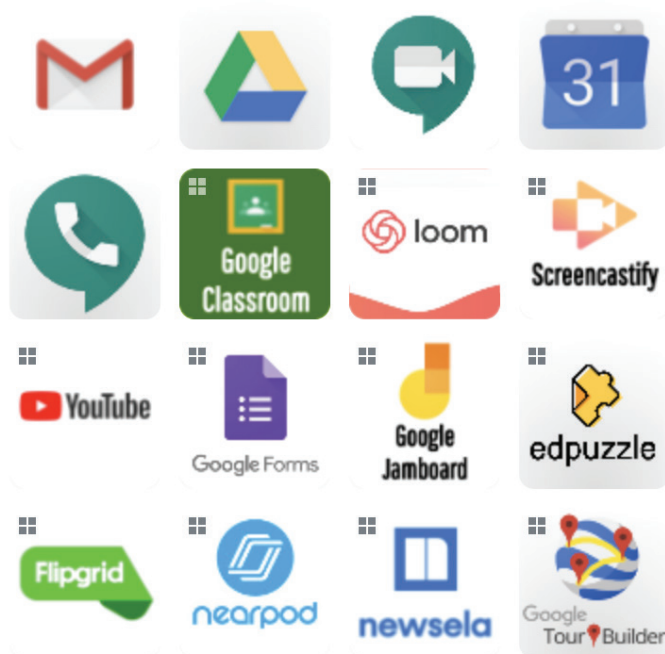 31
Google
Classroom
loom
Screencastify
YouTube
Google Forms
Google
Jamboard
edpuzzle
Flipgrid
nearpod
newsela
Google
Tour Builder